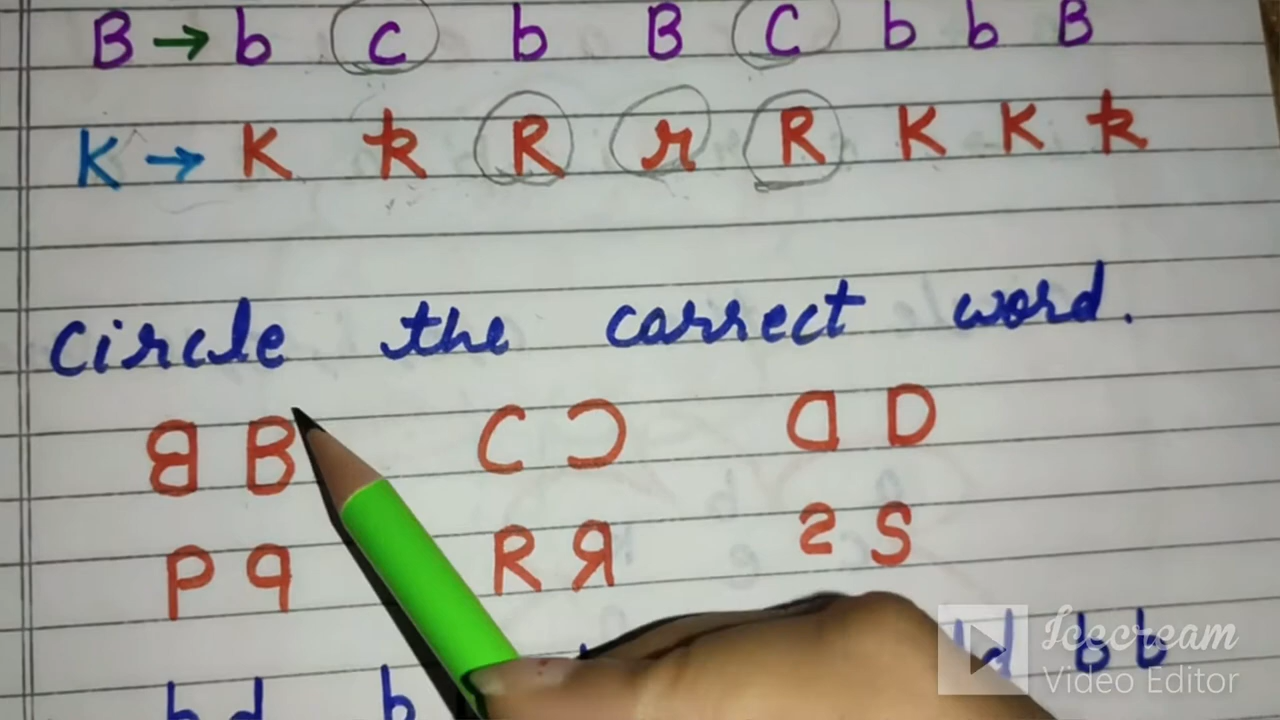 B → b c b B C b b B
K → K k R r R K K k
Circle the correct word.
B B C C D D
P P R R S S
b d b d b b
Icecream
Video Editor